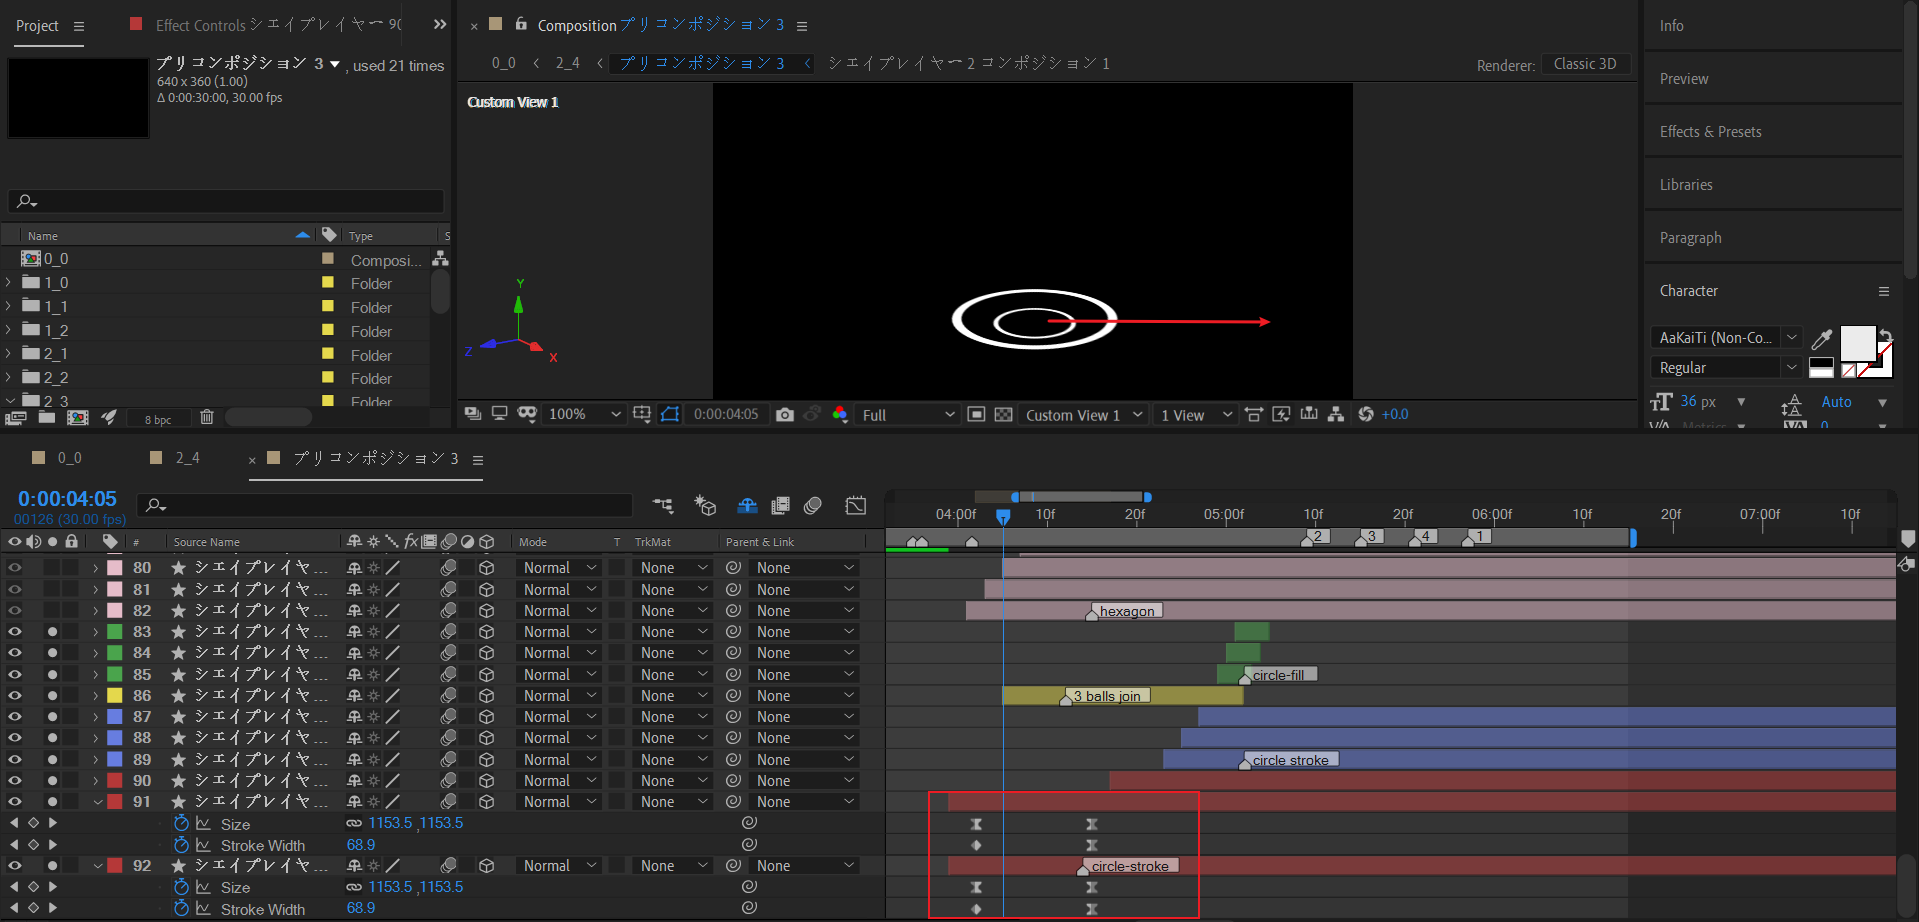 Project
Effect Controls シェイプレイヤー 90
Composition プリコンポジション 3
Info
プリコンポジション 3 , used 21 times
640 x 360 (1.00)
Δ 0:00:30:00, 30.00 fps
0_0 2_4 プリコンポジション 3 シェイプレイヤー 2 コンポジション 1
Renderer: Classic 3D
Custom View 1
Preview
Effects & Presets
Libraries
Paragraph
Character
Name Type S
0_0 Composi...
1_0 Folder
1_1 Folder
1_2 Folder
2_1 Folder
2_2 Folder
2_3 Folder
8 bpc
Y
Z
X
AaKaiTi (Non-Co...
Regular
36 px Auto
Metrics 0
100% 0:00:04:05 Full Custom View 1 1 View +0.0
0_0 2_4 プリコンポジション 3
0:00:04:05
00126 (30.00 fps)
04:00f 10f 20f 05:00f 10f 20f 06:00f 10f 20f 07:00f 10f
# Source Name fx Mode T TrkMat Parent & Link
2 3 4 1
80 シェイプレイヤ... Normal None None
81 シェイプレイヤ... Normal None None
82 シェイプレイヤ... Normal None None hexagon
83 シェイプレイヤ... Normal None None
84 シェイプレイヤ... Normal None None
85 シェイプレイヤ... Normal None None circle-fill
86 シェイプレイヤ... Normal None None 3 balls join
87 シェイプレイヤ... Normal None None
88 シェイプレイヤ... Normal None None
89 シェイプレイヤ... Normal None None circle stroke
90 シェイプレイヤ... Normal None None
91 シェイプレイヤ... Normal None None
Size 1153.5 ,1153.5
Stroke Width 68.9
92 シェイプレイヤ... Normal None None circle-stroke
Size 1153.5 ,1153.5
Stroke Width 68.9